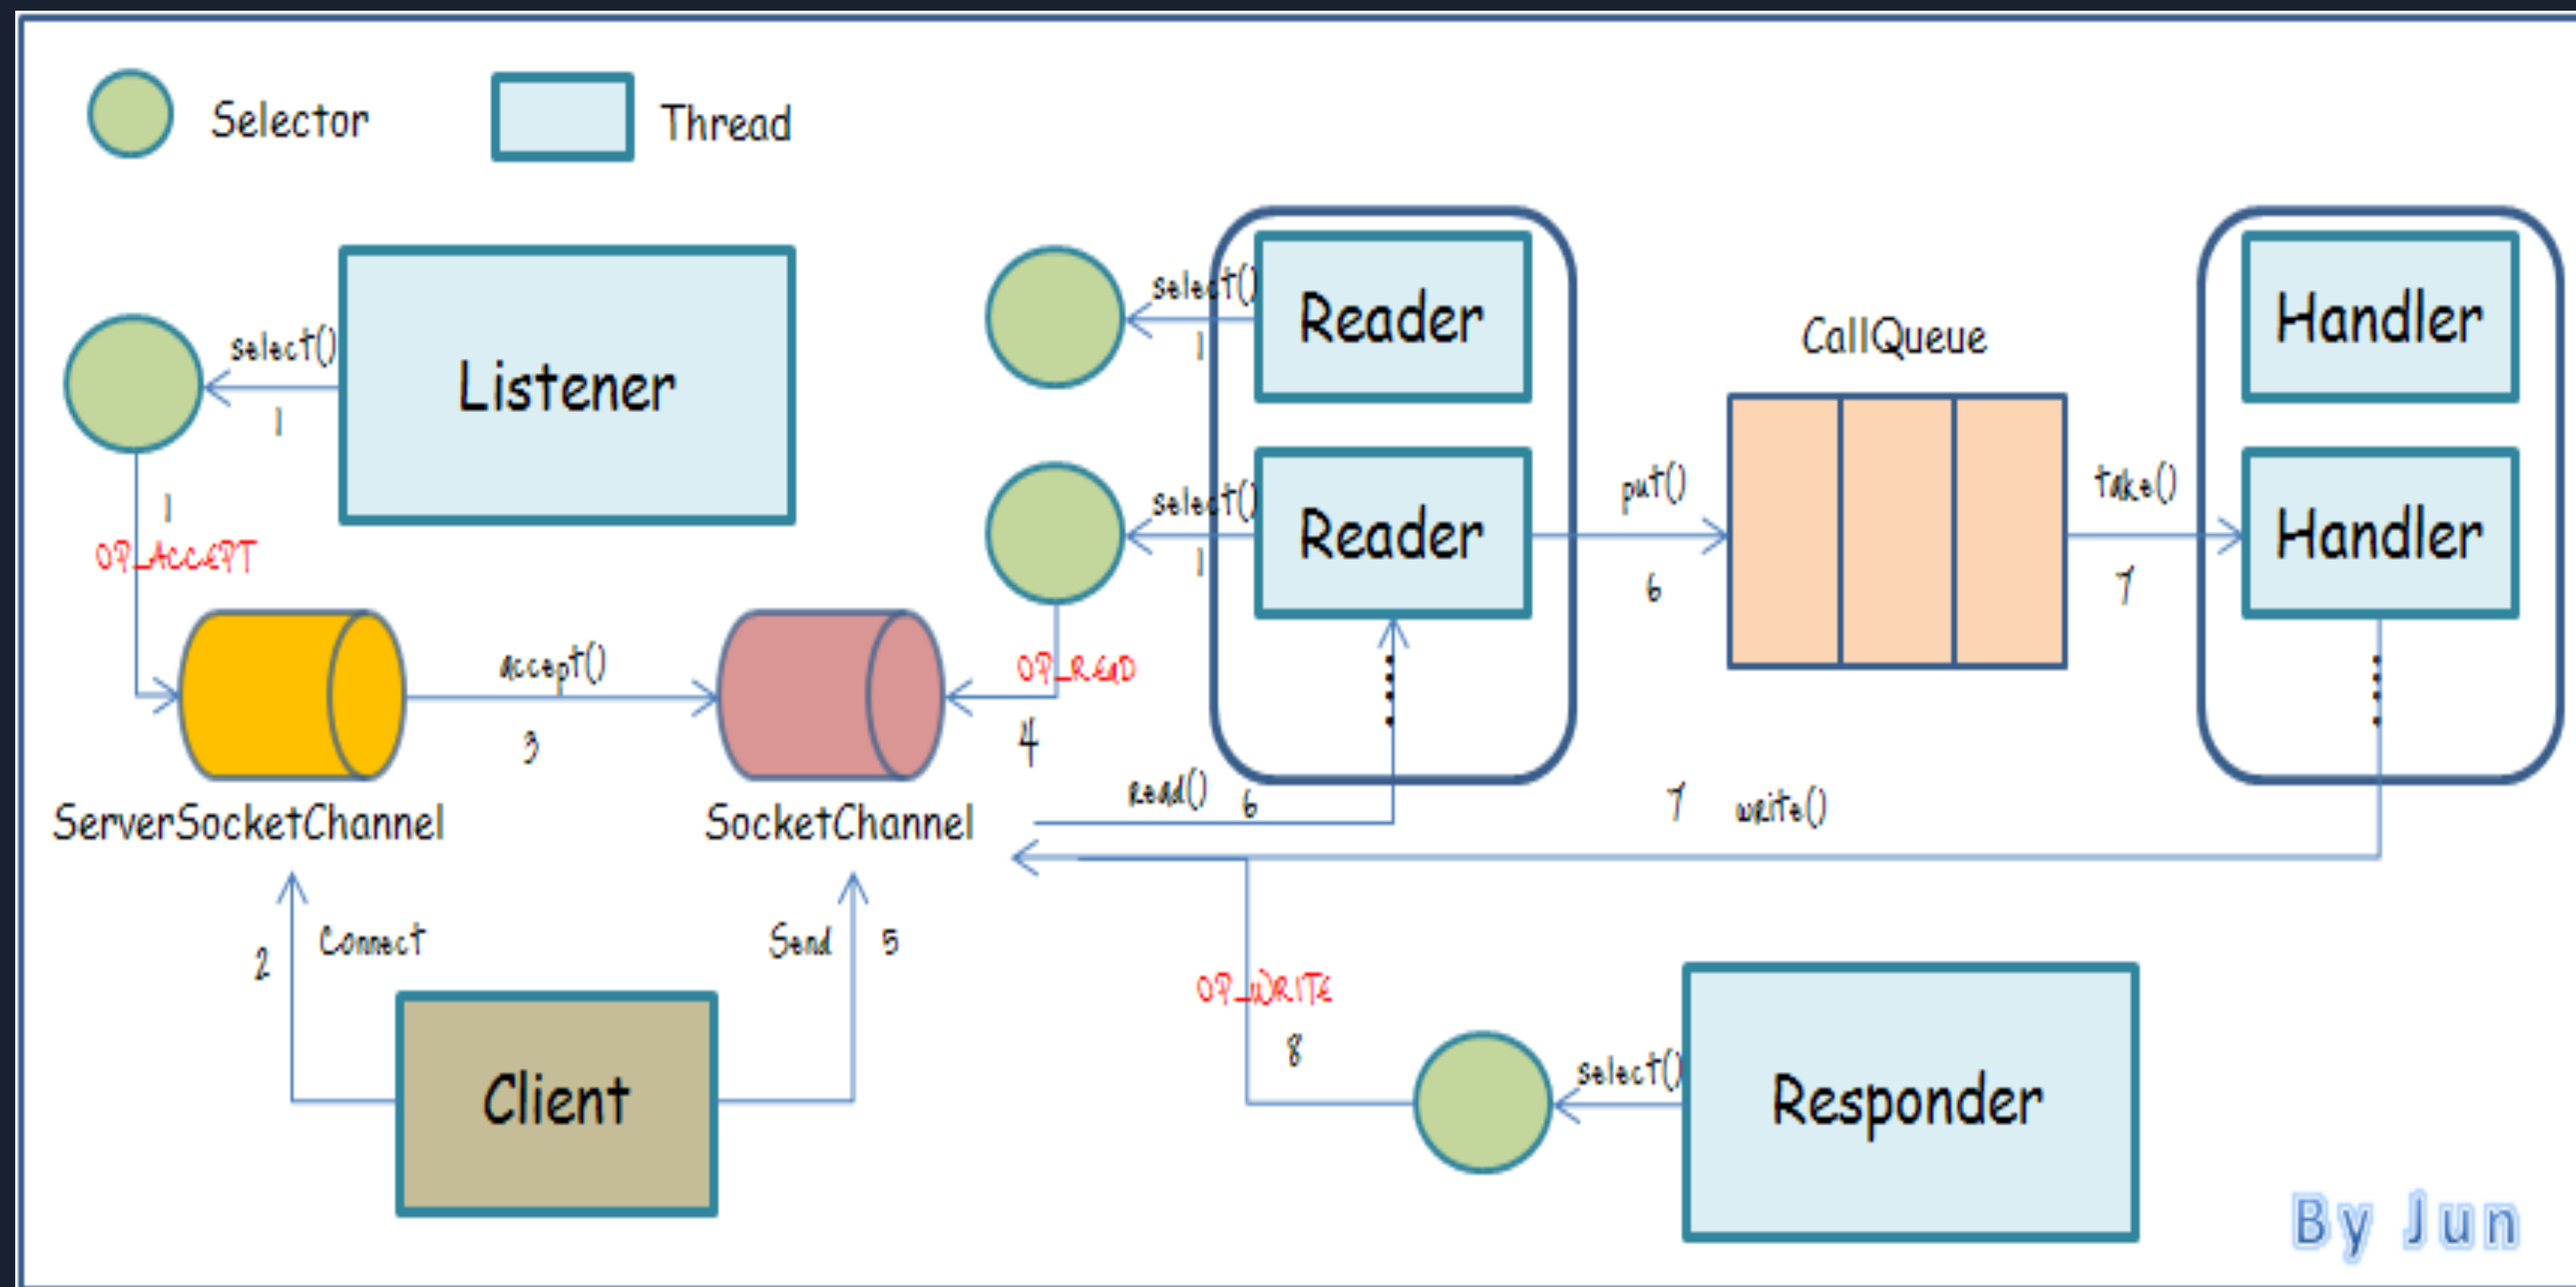 Selector
Thread
Listener
select()
1
1
OP_ACCEPT
select()
1
Reader
select()
1
Reader
CallQueue
put()
6
take()
7
Handler
Handler
accept()
3
OP_READ
4
ServerSocketChannel
SocketChannel
read() 6
7 write()
2 Connect
Send 5
Client
OP_WRITE
8
select()
Responder
By Jun